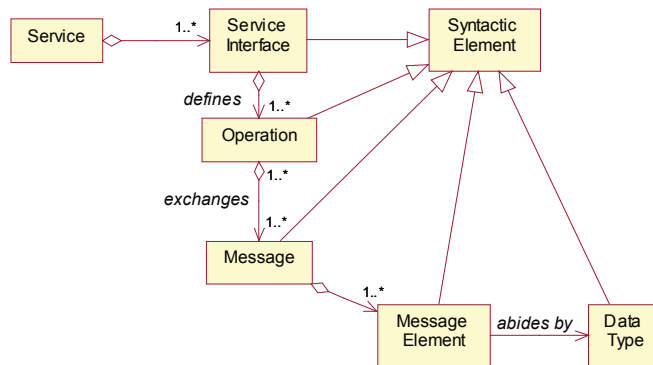 Service
1..*
Service
Interface
Syntactic
Element
defines
1..*
Operation
1..*
exchanges
1..*
Message
1..*
Message
Element
abides by
Data
Type